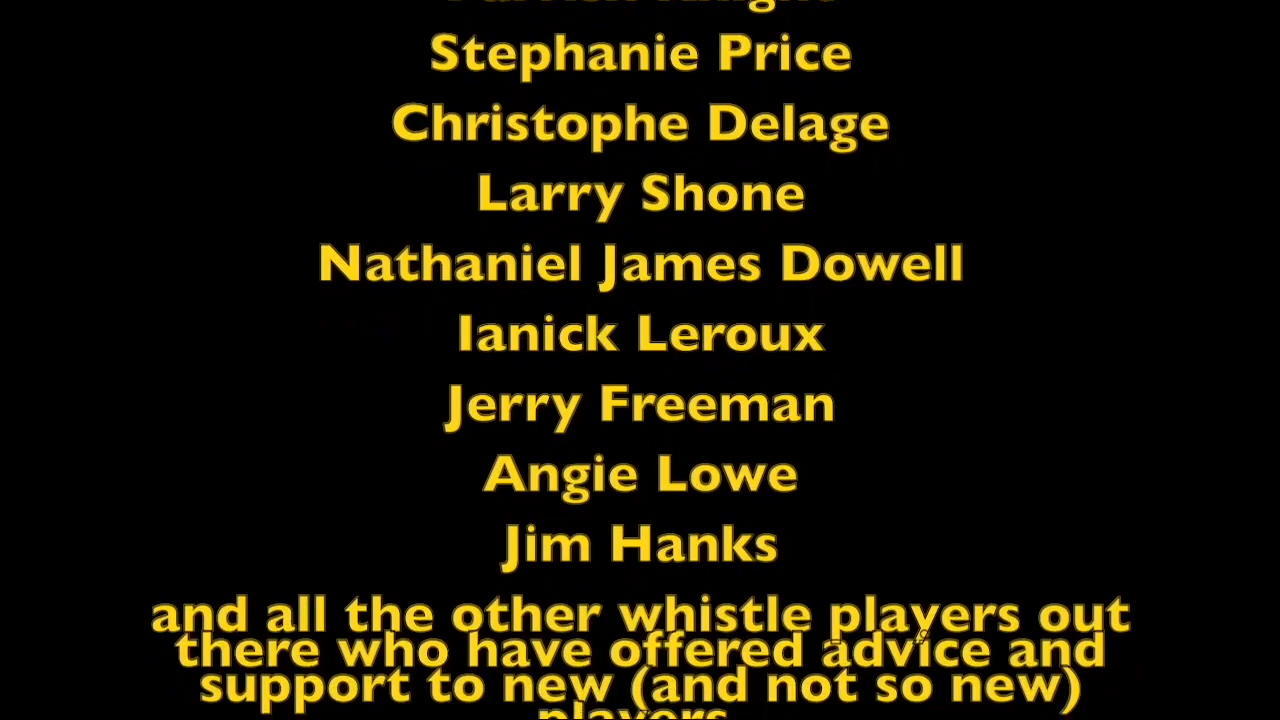 Stephanie Price
Christophe Delage
Larry Shone
Nathaniel James Dowell
Ianick Leroux
Jerry Freeman
Angie Lowe
Jim Hanks
and all the other whistle players out
there who have offered advice and
support to new (and not so new)
players